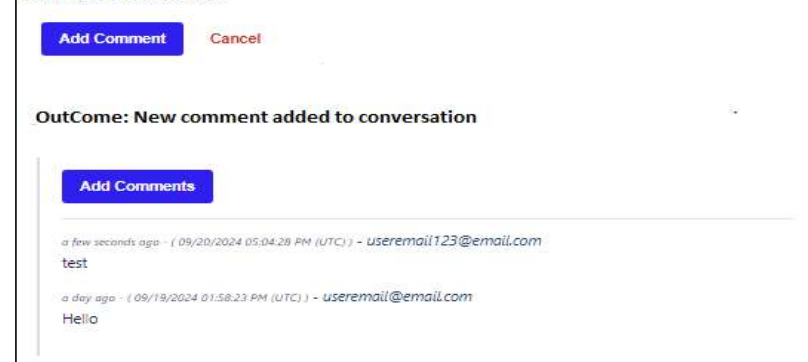 Add Comment Cancel
OutCome: New comment added to conversation
Add Comments
a few seconds ago - ( 09/20/2024 05:04:28 PM (UTC) ) - useremail123@email.com
test
a day ago - ( 09/19/2024 01:58:23 PM (UTC) ) - useremail@email.com
Hello